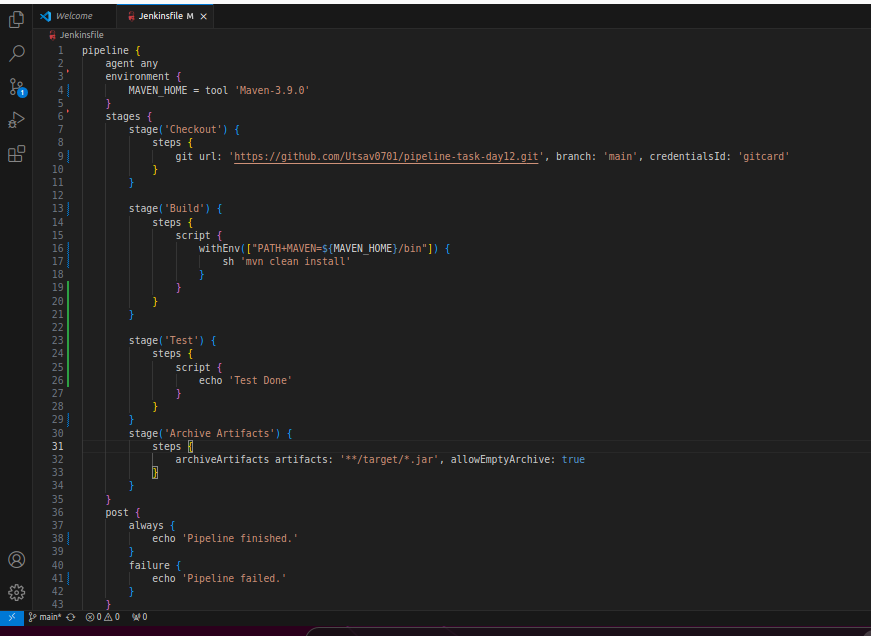 Welcome
Jenkinsfile M
Jenkinsfile
1 pipeline {
2     agent any
3     environment {
4         MAVEN_HOME = tool 'Maven-3.9.0'
5     }
6     stages {
7         stage('Checkout') {
8             steps {
9                 git url: 'https://github.com/Utsav0701/pipeline-task-day12.git', branch: 'main', credentialsId: 'gitcard'
10             }
11         }
12
13         stage('Build') {
14             steps {
15                 script {
16                     withEnv(["PATH+MAVEN=${MAVEN_HOME}/bin"]) {
17                         sh 'mvn clean install'
18                     }
19                 }
20             }
21         }
22
23         stage('Test') {
24             steps {
25                 script {
26                     echo 'Test Done'
27                 }
28             }
29         }
30         stage('Archive Artifacts') {
31             steps {
32                 archiveArtifacts artifacts: '**/target/*.jar', allowEmptyArchive: true
33             }
34         }
35     }
36     post {
37         always {
38             echo 'Pipeline finished.'
39         }
40         failure {
41             echo 'Pipeline failed.'
42         }
43     }
1
main* 0 0 0